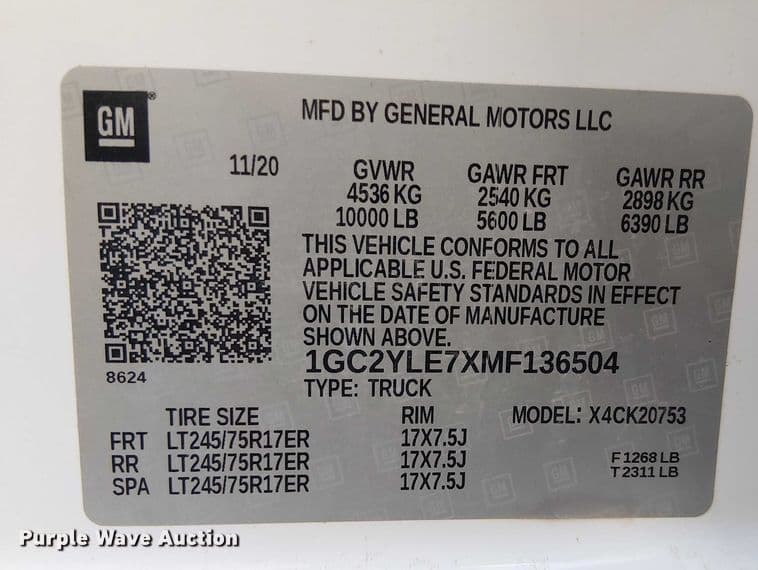 GM®
MFD BY GENERAL MOTORS LLC
11/20
GVWR GAWR FRT GAWR RR
4536 KG 2540 KG 2898 KG
10000 LB 5600 LB 6390 LB
THIS VEHICLE CONFORMS TO ALL
APPLICABLE U.S. FEDERAL MOTOR
VEHICLE SAFETY STANDARDS IN EFFECT
ON THE DATE OF MANUFACTURE
SHOWN ABOVE.
8624
1GC2YLE7XMF136504
TYPE: TRUCK
TIRE SIZE RIM MODEL: X4CK20753
FRT LT245/75R17ER 17X7.5J
RR LT245/75R17ER 17X7.5J F1268 LB
SPA LT245/75R17ER 17X7.5J T2311 LB
Purple Wave Auction